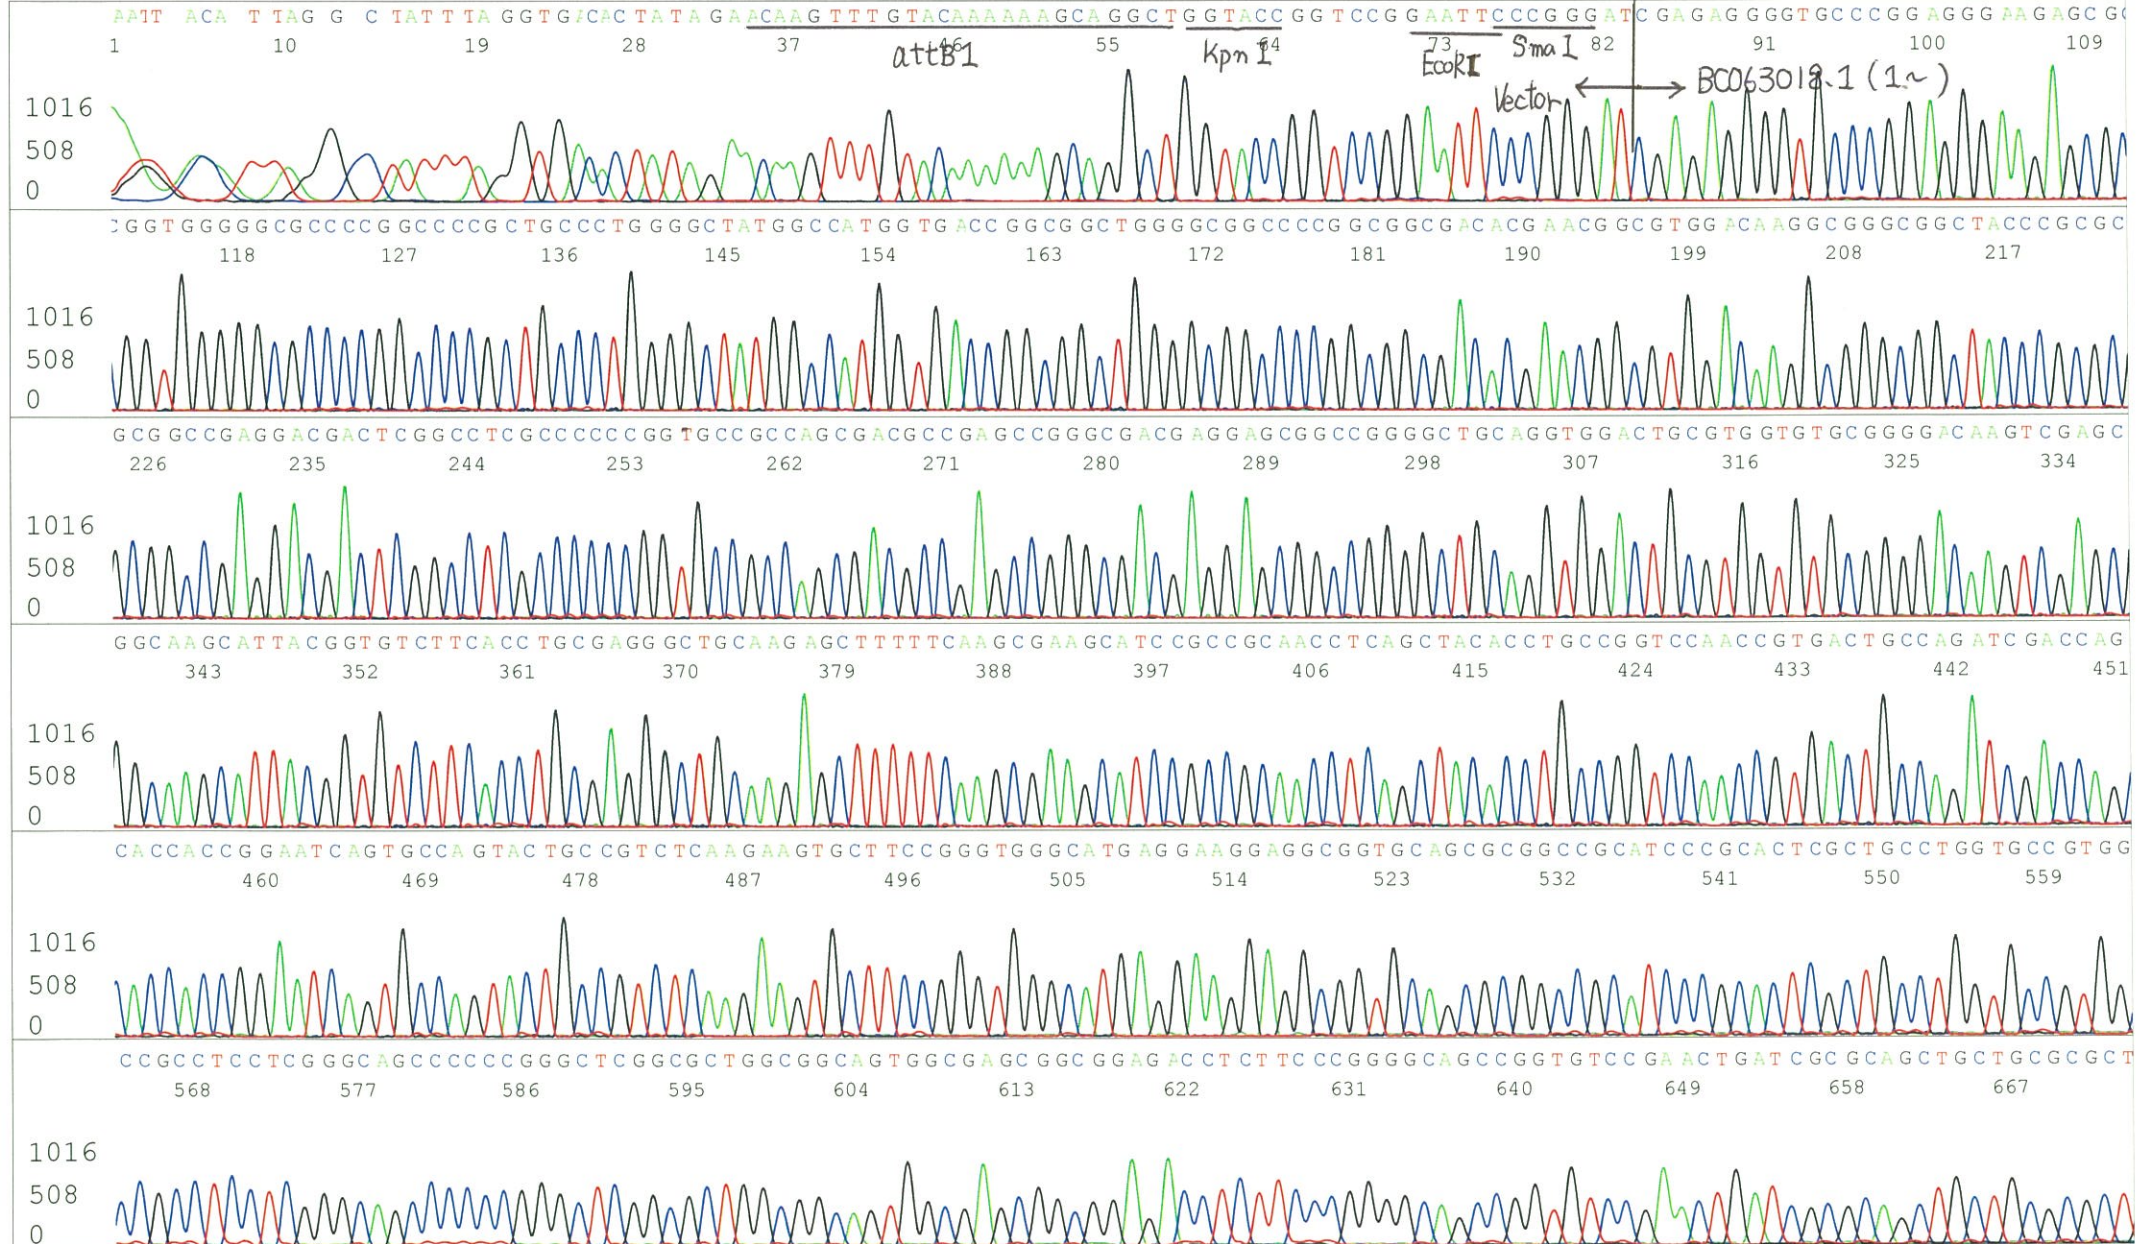 AATT ACA T TAG G C TATTTA GGTGACACTATAGAACAAGTTTGTACAAAAAAGCAGGCTGGTACCGGTCCGGAATTCCCGGGATCGAGAGGGGTGCCCGGAGGGAAGAGCGC
1 10 19 28 37 46 55 64 73 82 91 100 109
attB1 Kpn I EcoRI Sma I
Vector BC063018.1 (1~)
1016
508
0
CGGTGGGGGCGCCCCGGCCCCGCTGCCCTGGGGCTATGGCCATGGTGACCGGCGGCTGGGGCGGCCCCGGCGGCGACACGAACGGCGTGGACAAGGCGGGCGGCTACCCGCGC
118 127 136 145 154 163 172 181 190 199 208 217
1016
508
0
GCGGCCGAGGACGACTCGGCCTCGCCCCCCCGGTGCCGCCAGCGACGCCGAGCCGGGCGACGAGGAGCGGCCGGGGCTGCAGGTGGACTGCGTGGTGTGCGGGGACAAGTCGAGC
226 235 244 253 262 271 280 289 298 307 316 325 334
1016
508
0
GGCAAGCATTACGGTGTCTTCACCTGCGAGGGCTGCAAGAGCTTTTTCAAGCGAAGCATCCGCCGCAACCTCAGCTACACCTGCCGGTCCAACCGTGACTGCCAGATCGACCAG
343 352 361 370 379 388 397 406 415 424 433 442 451
1016
508
0
CACCACCGGAATCAGTGCCAGTACTGCCGTCTCAAGAAGTGCTTCCGGGTGGGCATGAGGAAGGAGGCGGTGCAGCGCGGCCGCATCCCGCACTCGCTGCCTGGTGCCGTGG
460 469 478 487 496 505 514 523 532 541 550 559
1016
508
0
CCGCCTCCTCGGGCAGCCCCCCGGGCTCGGCGCTGGCGGCAGTGGCGAGCGGCGGAGACCTCTTCCCGGGGCAGCCGGTGTCCGAACTGATCGCGCAGCTGCTGCGCGCT
568 577 586 595 604 613 622 631 640 649 658 667
1016
508
0